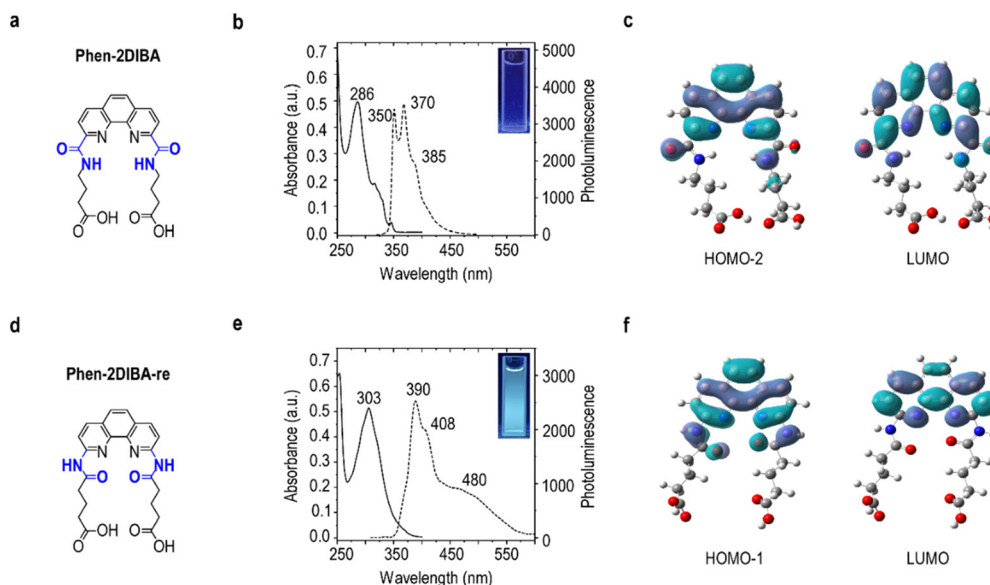 a
Phen-2DIBA
O
NH
N
N
HN
O
O
OH
O
OH
b
Absorbance (a.u.)
0.7
0.6
0.5
0.4
0.3
0.2
0.1
0.0
286
350
370
385
5000
4000
3000
2000
1000
0
Photoluminescence
250 350 450 550
Wavelength (nm)
c
HOMO-2
LUMO
d
Phen-2DIBA-re
HN
O
N
N
NH
O
O
OH
O
OH
e
Absorbance (a.u.)
0.7
0.6
0.5
0.4
0.3
0.2
0.1
0.0
303
390
408
480
3000
2000
1000
0
Photoluminescence
250 350 450 550
Wavelength (nm)
f
HOMO-1
LUMO